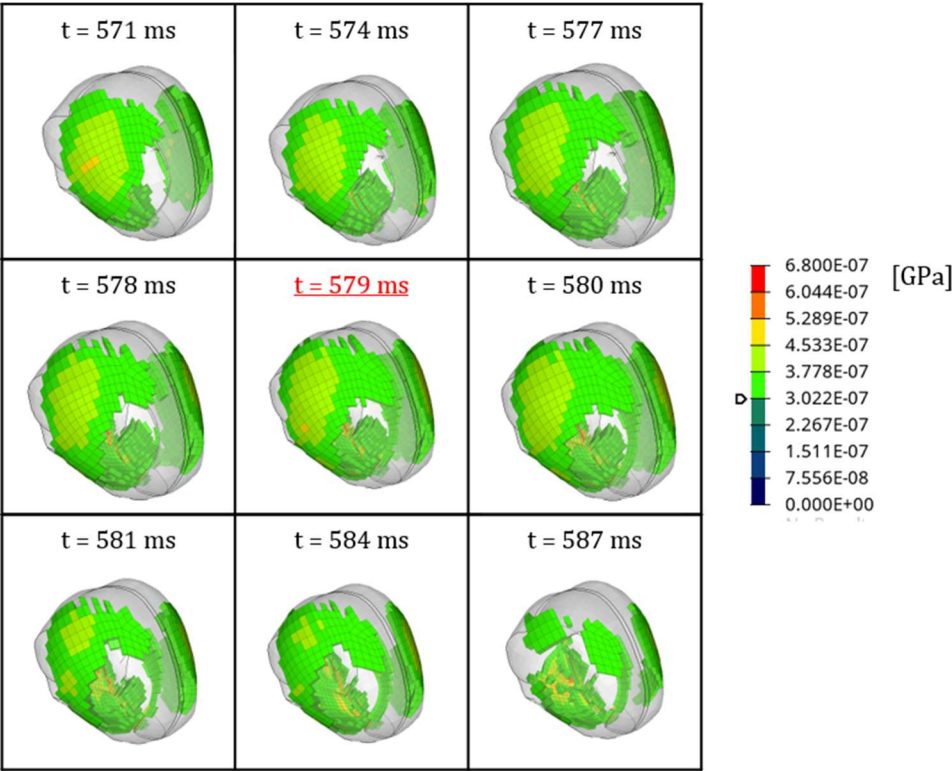 t = 571 ms
t = 574 ms
t = 577 ms
t = 578 ms
t = 579 ms
t = 580 ms
t = 581 ms
t = 584 ms
t = 587 ms
[GPa]
6.800E-07
6.044E-07
5.289E-07
4.533E-07
3.778E-07
3.022E-07
2.267E-07
1.511E-07
7.556E-08
0.000E+00